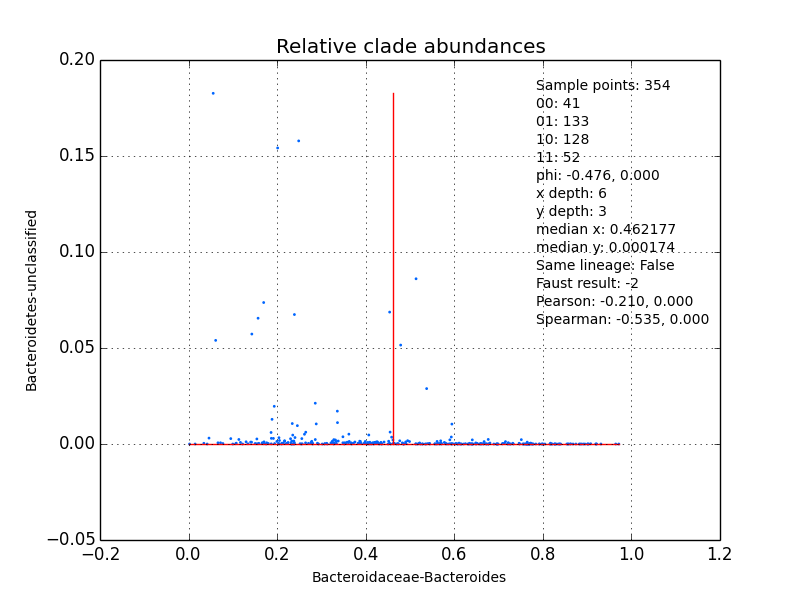 Relative clade abundances
Sample points: 354
00: 41
01: 133
10: 128
11: 52
phi: -0.476, 0.000
x depth: 6
y depth: 3
median x: 0.462177
median y: 0.000174
Same lineage: False
Faust result: -2
Pearson: -0.210, 0.000
Spearman: -0.535, 0.000
0.20
0.15
0.10
0.05
0.00
−0.05
Bacteroidetes-unclassified
−0.2 0.0 0.2 0.4 0.6 0.8 1.0 1.2
Bacteroidaceae-Bacteroides